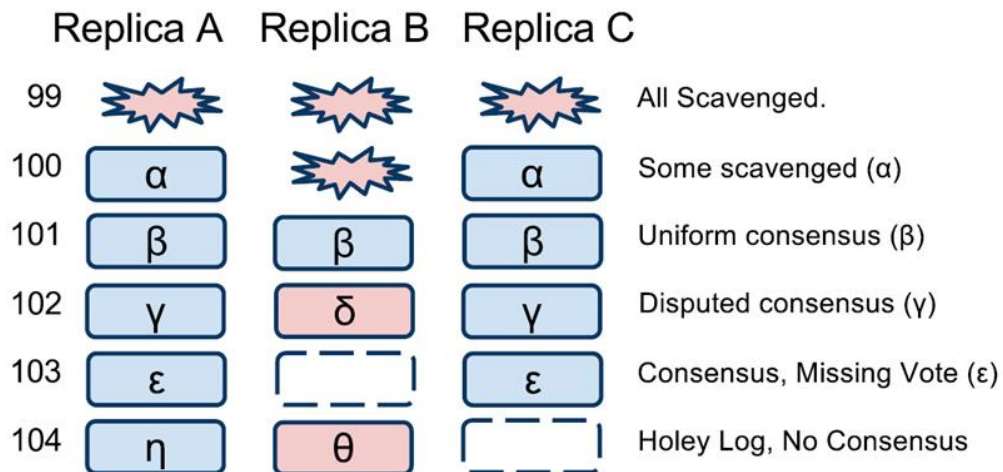 Replica A Replica B Replica C
99 All Scavenged.
100 α α Some scavenged (α)
101 β β β Uniform consensus (β)
102 γ δ γ Disputed consensus (γ)
103 ε ε Consensus, Missing Vote (ε)
104 η θ Holey Log, No Consensus